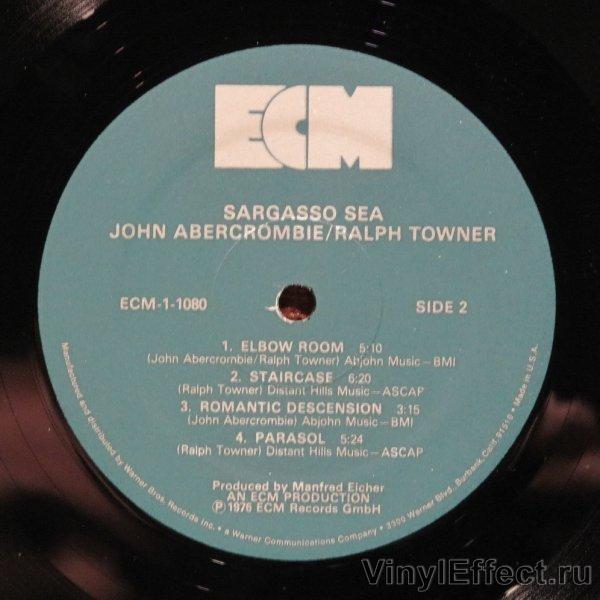 ECM
SARGASSO SEA
JOHN ABERCROMBIE/RALPH TOWNER
ECM-1-1080
SIDE 2
1. ELBOW ROOM 5:10
(John Abercrombie/Ralph Towner) Abjohn Music—BMI
2. STAIRCASE 6:20
(Ralph Towner) Distant Hills Music—ASCAP
3. ROMANTIC DESCENSION 3:15
(John Abercrombie) Abjohn Music—BMI
4. PARASOL 5:24
(Ralph Towner) Distant Hills Music—ASCAP
Produced by Manfred Eicher
AN ECM PRODUCTION
Ⓟ 1976 ECM Records GmbH
Manufactured and distributed by Warner Bros. Records Inc. • a Warner Communications Company • 3300 Warner Blvd., Burbank, Calif. 91510 • Made in U.S.A.
VinylEffect.ru